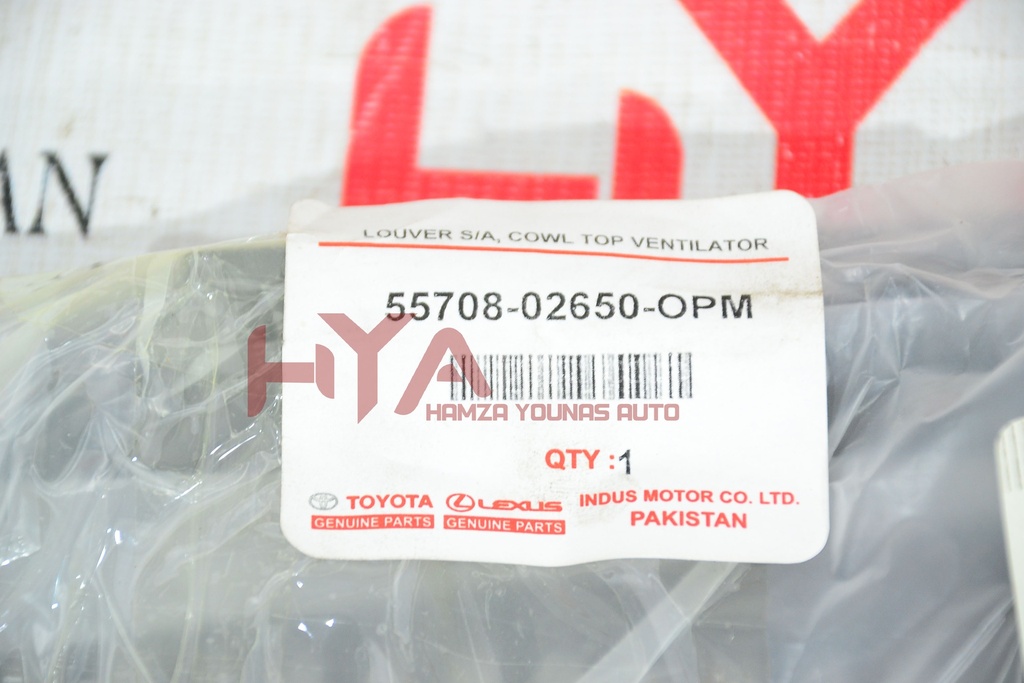 HY
AN
LOUVER S/A, COWL TOP VENTILATOR
55708-02650-OPM
HYA
HAMZA YOUNAS AUTO
QTY : 1
TOYOTA
GENUINE PARTS
LEXUS
GENUINE PARTS
INDUS MOTOR CO. LTD.
PAKISTAN